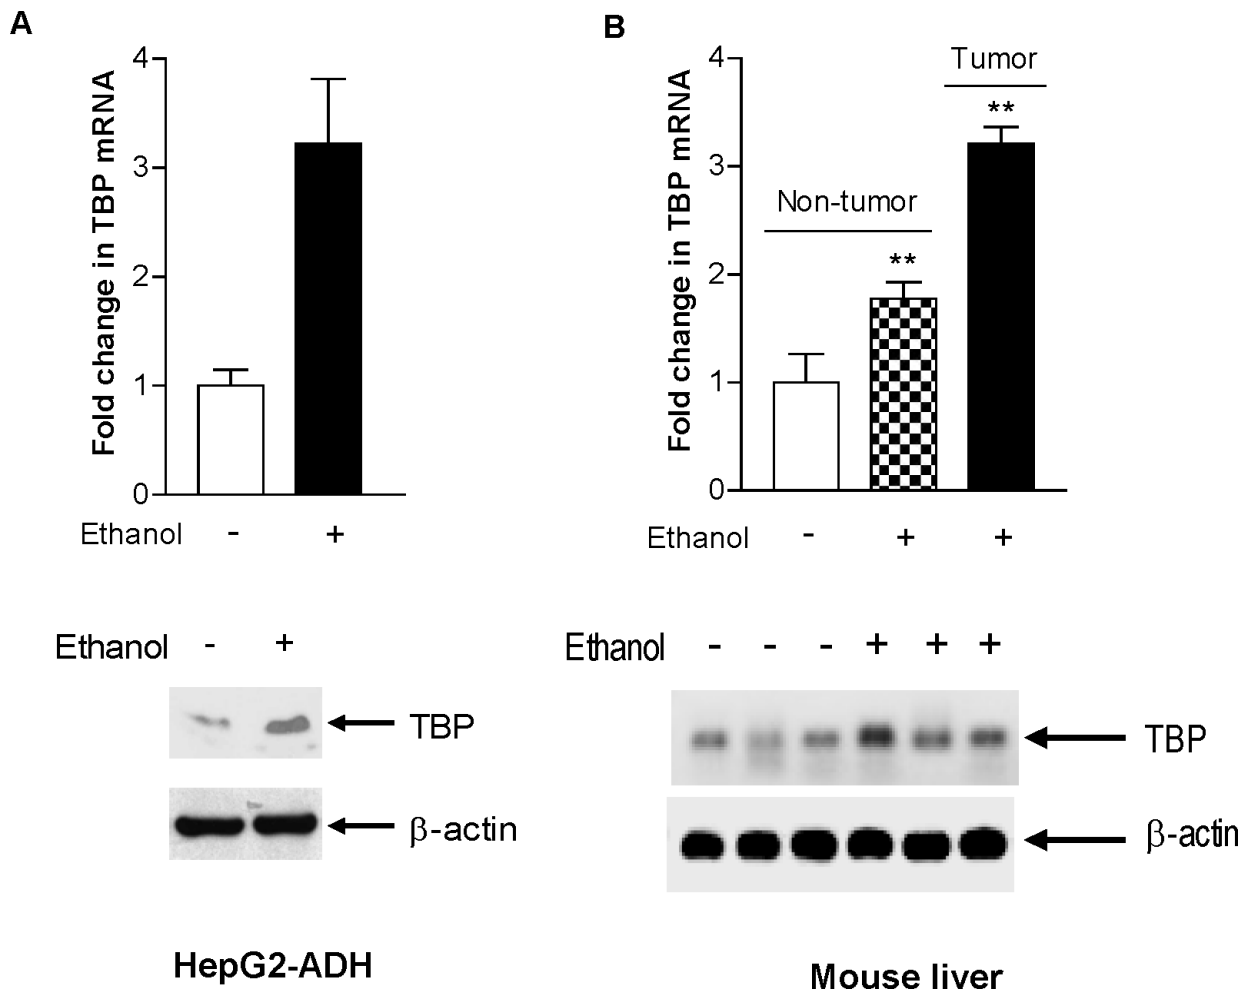 A
Fold change in TBP mRNA
4
3
2
1
0
Ethanol - +
Ethanol - +
TBP
β-actin
HepG2-ADH
B
Fold change in TBP mRNA
4
3
2
1
0
Tumor
**
Non-tumor
**
Ethanol - + +
Ethanol - - - + + +
TBP
β-actin
Mouse liver